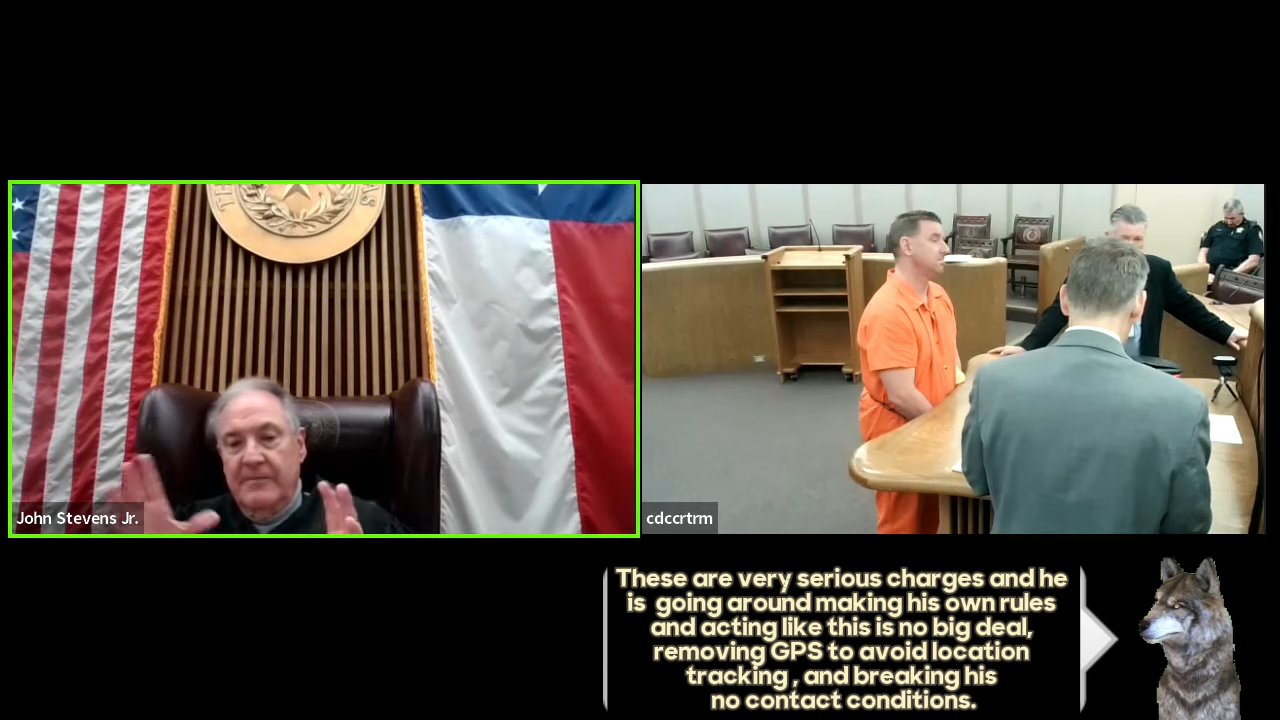 AS
John Stevens Jr.
cdccrtrm
These are very serious charges and he
is going around making his own rules
and acting like this is no big deal,
removing GPS to avoid location
tracking , and breaking his
no contact conditions.